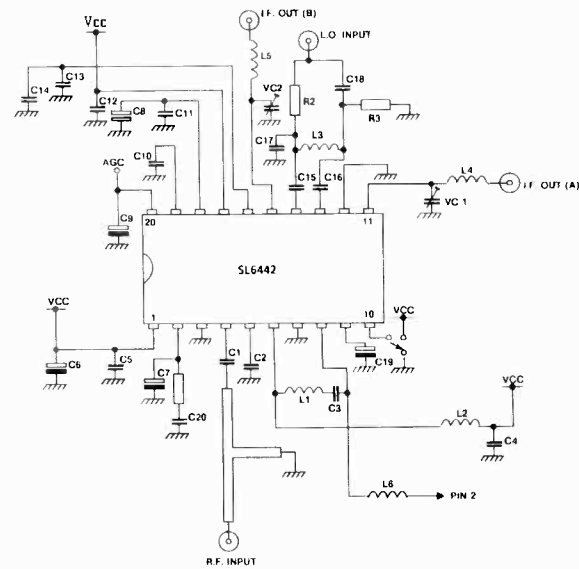 I.F. OUT (B)
VCC
L.O INPUT
L5
C13
C18
C14
C12
VC2
R2
C8
C11
R3
C17
L3
C10
AGC
C15
C16
L4
I.F. OUT (A)
VC 1
C9
20
11
SL6442
VCC
1
10
VCC
C1
C2
C6
C5
C7
C19
L1
C3
VCC
C20
L2
C4
L6
PIN 2
R.F. INPUT